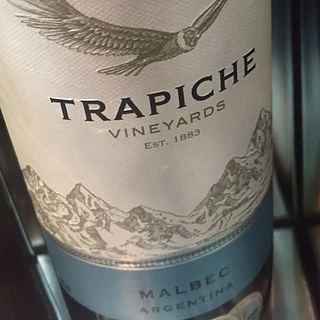 TRAPICHE
VINEYARDS
EST. 1883
MALBEC
ARGENTINA